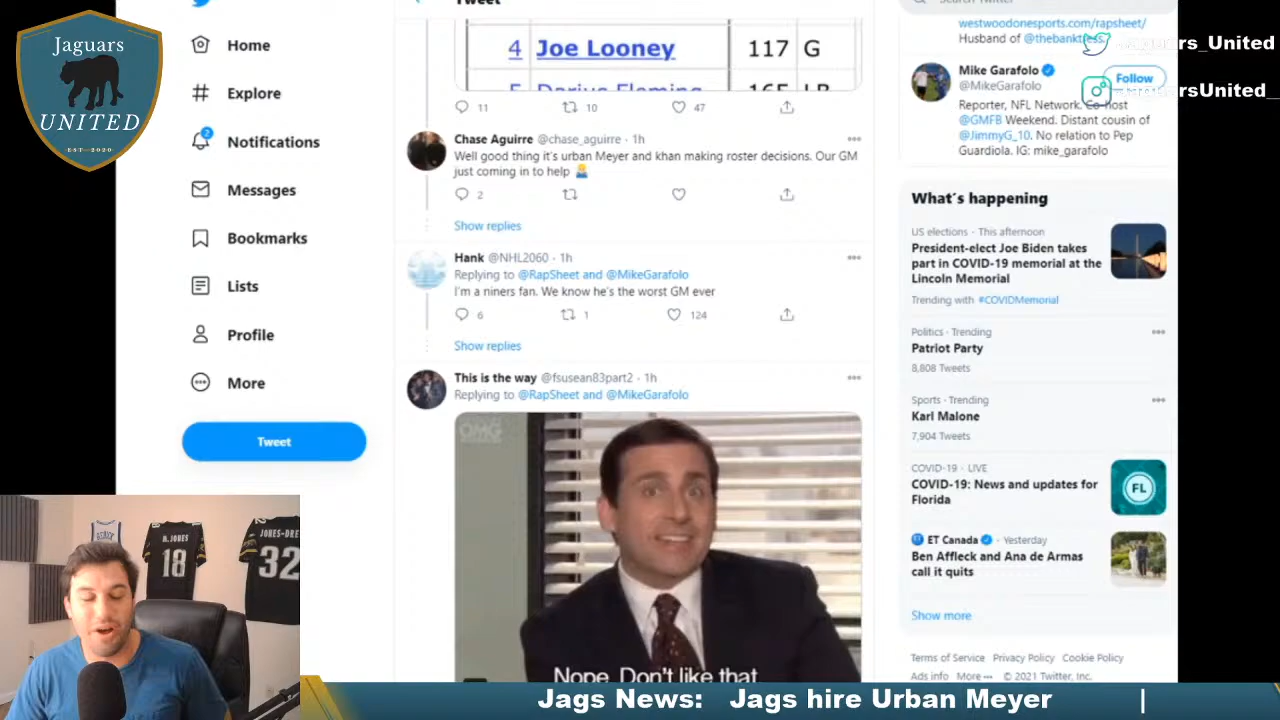 Jaguars
UNITED
EST 2020
Home
Explore
2
Notifications
Messages
Bookmarks
Lists
Profile
More
Tweet
Tweet
4 Joe Looney 117 G
11 10 47
Chase Aguirre @chase_aguirre · 1h
Well good thing it's urban Meyer and khan making roster decisions. Our GM
just coming in to help
2
Show replies
Hank @NHL2060 · 1h
Replying to @RapSheet and @MikeGarafolo
I'm a niners fan. We know he's the worst GM ever
6 1 124
Show replies
This is the way @fsusean83part2 · 1h
Replying to @RapSheet and @MikeGarafolo
OMG
Nope. Don't like that.
Search Twitter
westwoodonesports.com/rapsheet/
Husband of
Jaguars_United
Mike Garafolo
@MikeGarafolo
Follow
Reporter, NFL Network. Co-host
@GMFB Weekend. Distant cousin of
@JimmyG_10. No relation to Pep
Guardiola. IG: mike_garafolo
JaguarsUnited_
What's happening
US elections · This afternoon
President-elect Joe Biden takes
part in COVID-19 memorial at the
Lincoln Memorial
Trending with #COVIDMemorial
Politics · Trending
Patriot Party
8,808 Tweets
Sports · Trending
Karl Malone
7,904 Tweets
COVID-19 · LIVE
COVID-19: News and updates for
Florida
FL
ET Canada · Yesterday
Ben Affleck and Ana de Armas
call it quits
Show more
Terms of Service Privacy Policy Cookie Policy
Ads info More ··· © 2021 Twitter, Inc.
18
JONES-DRE
32
Jags News: Jags hire Urban Meyer |